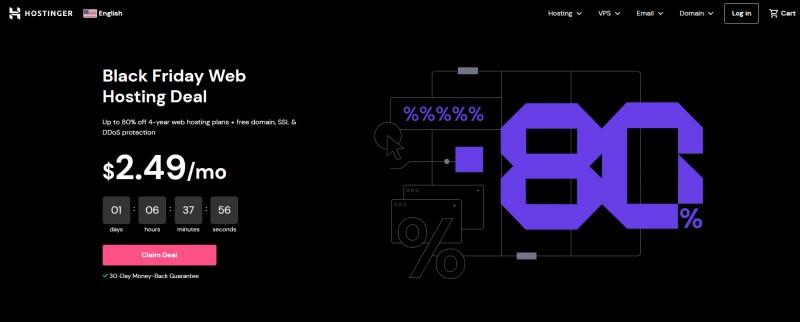 HOSTINGER
English
Hosting
VPS
Email
Domain
Log in
Cart
Black Friday Web
Hosting Deal
Up to 80% off 4-year web hosting plans + free domain, SSL &
DDoS protection
$2.49/mo
01 : 06 : 37 : 56
days hours minutes seconds
Claim Deal
30-Day Money-Back Guarantee
%%%%%
80%
%